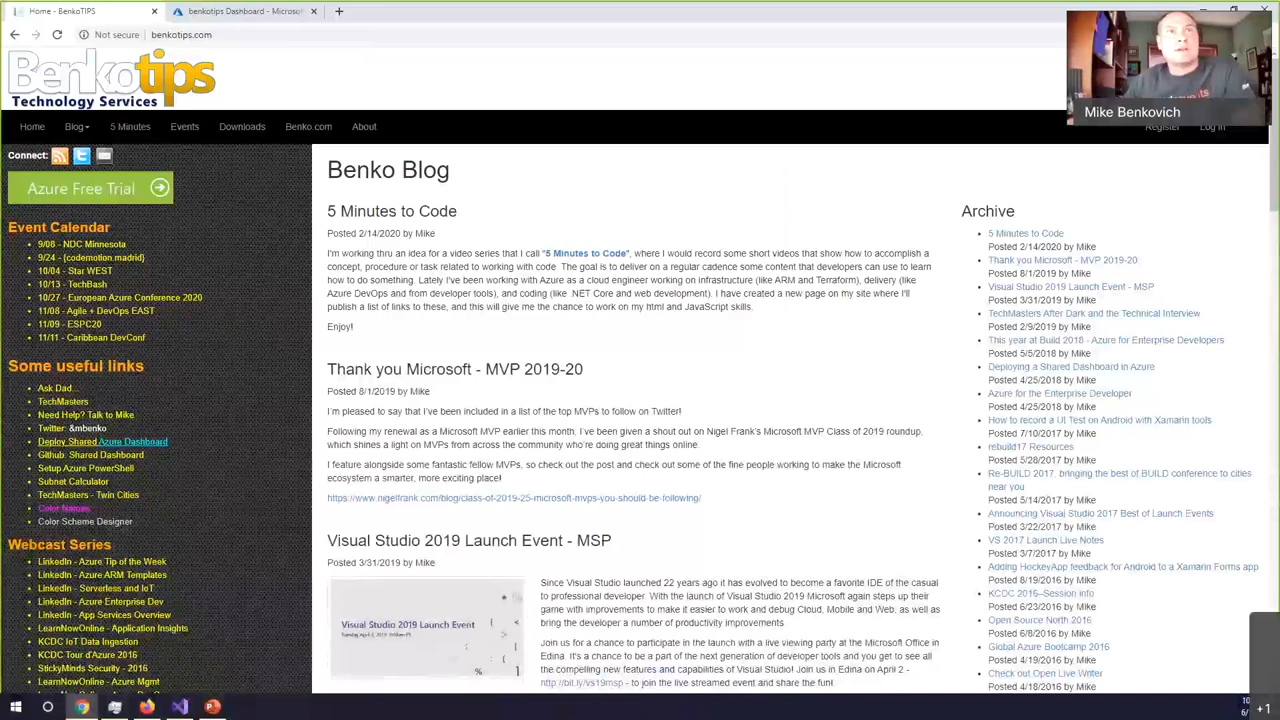 Home - BenkoTIPS
benkotips Dashboard - Microsoft
Not secure
benkotips.com
Benkotips
Technology Services
Mike Benkovich
Home
Blog
5 Minutes
Events
Downloads
Benko.com
About
Register
Log in
Connect:
Azure Free Trial
Event Calendar
9/08 - NDC Minnesota
9/24 - {codemotion.madrid}
10/04 - Star WEST
10/13 - TechBash
10/27 - European Azure Conference 2020
11/08 - Agile + DevOps EAST
11/09 - ESPC20
11/11 - Caribbean DevConf
Some useful links
Ask Dad...
TechMasters
Need Help? Talk to Mike
Twitter: &mbenko
Deploy Shared Azure Dashboard
Github: Shared Dashboard
Setup Azure PowerShell
Subnet Calculator
TechMasters - Twin Cities
Color Names
Color Scheme Designer
Webcast Series
LinkedIn - Azure Tip of the Week
LinkedIn - Azure ARM Templates
LinkedIn - Serverless and IoT
LinkedIn - Azure Enterprise Dev
LinkedIn - App Services Overview
LearnNowOnline - Application Insights
KCDC IoT Data Ingestion
KCDC Tour d'Azure 2016
StickyMinds Security - 2016
LearnNowOnline - Azure Mgmt
Benko Blog
5 Minutes to Code
Posted 2/14/2020 by Mike
I'm working thru an idea for a video series that I call "5 Minutes to Code", where I would record some short videos that show how to accomplish a
concept, procedure or task related to working with code. The goal is to deliver on a regular cadence some content that developers can use to learn
how to do something. Lately I've been working with Azure as a cloud engineer working on infrastructure (like ARM and Terraform), delivery (like
Azure DevOps and from developer tools), and coding (like .NET Core and web development). I have created a new page on my site where I'll
publish a list of links to these, and this will give me the chance to work on my html and JavaScript skills.
Enjoy!
Thank you Microsoft - MVP 2019-20
Posted 8/1/2019 by Mike
I'm pleased to say that I've been included in a list of the top MVPs to follow on Twitter!
Following my renewal as a Microsoft MVP earlier this month, I've been given a shout out on Nigel Frank's Microsoft MVP Class of 2019 roundup,
which shines a light on MVPs from across the community who're doing great things online.
I feature alongside some fantastic fellow MVPs, so check out the post and check out some of the fine people working to make the Microsoft
ecosystem a smarter, more exciting place!
https://www.nigelfrank.com/blog/class-of-2019-25-microsoft-mvps-you-should-be-following/
Visual Studio 2019 Launch Event - MSP
Posted 3/31/2019 by Mike
Visual Studio 2019 Launch Event
Since Visual Studio launched 22 years ago it has evolved to become a favorite IDE of the casual
to professional developer. With the launch of Visual Studio 2019 Microsoft again steps up their
game with improvements to make it easier to work and debug Cloud, Mobile and Web, as well as
bring the developer a number of productivity improvements
Join us for a chance to participate in the launch with a live viewing party at the Microsoft Office in
Edina. It's a chance to be a part of the next generation of developer tools and you get to see all
the compelling new features and capabilities of Visual Studio! Join us in Edina on April 2 -
http://bit.ly/vs19msp - to join the live streamed event and share the fun!
Archive
5 Minutes to Code
Posted 2/14/2020 by Mike
Thank you Microsoft - MVP 2019-20
Posted 8/1/2019 by Mike
Visual Studio 2019 Launch Event - MSP
Posted 3/31/2019 by Mike
TechMasters After Dark and the Technical Interview
Posted 2/9/2019 by Mike
This year at Build 2018 - Azure for Enterprise Developers
Posted 5/5/2018 by Mike
Deploying a Shared Dashboard in Azure
Posted 4/25/2018 by Mike
Azure for the Enterprise Developer
Posted 4/25/2018 by Mike
How to record a UI Test on Android with Xamarin tools
Posted 7/10/2017 by Mike
rebuild17 Resources
Posted 5/28/2017 by Mike
Re-BUILD 2017, bringing the best of BUILD conference to cities
near you
Posted 5/14/2017 by Mike
Announcing Visual Studio 2017 Best of Launch Events
Posted 3/22/2017 by Mike
VS 2017 Launch Live Notes
Posted 3/7/2017 by Mike
Adding HockeyApp feedback for Android to a Xamarin Forms app
Posted 8/19/2016 by Mike
KCDC 2016–Session info
Posted 6/23/2016 by Mike
Open Source North 2016
Posted 6/8/2016 by Mike
Global Azure Bootcamp 2016
Posted 4/19/2016 by Mike
Check out Open Live Writer
Posted 4/18/2016 by Mike
+1